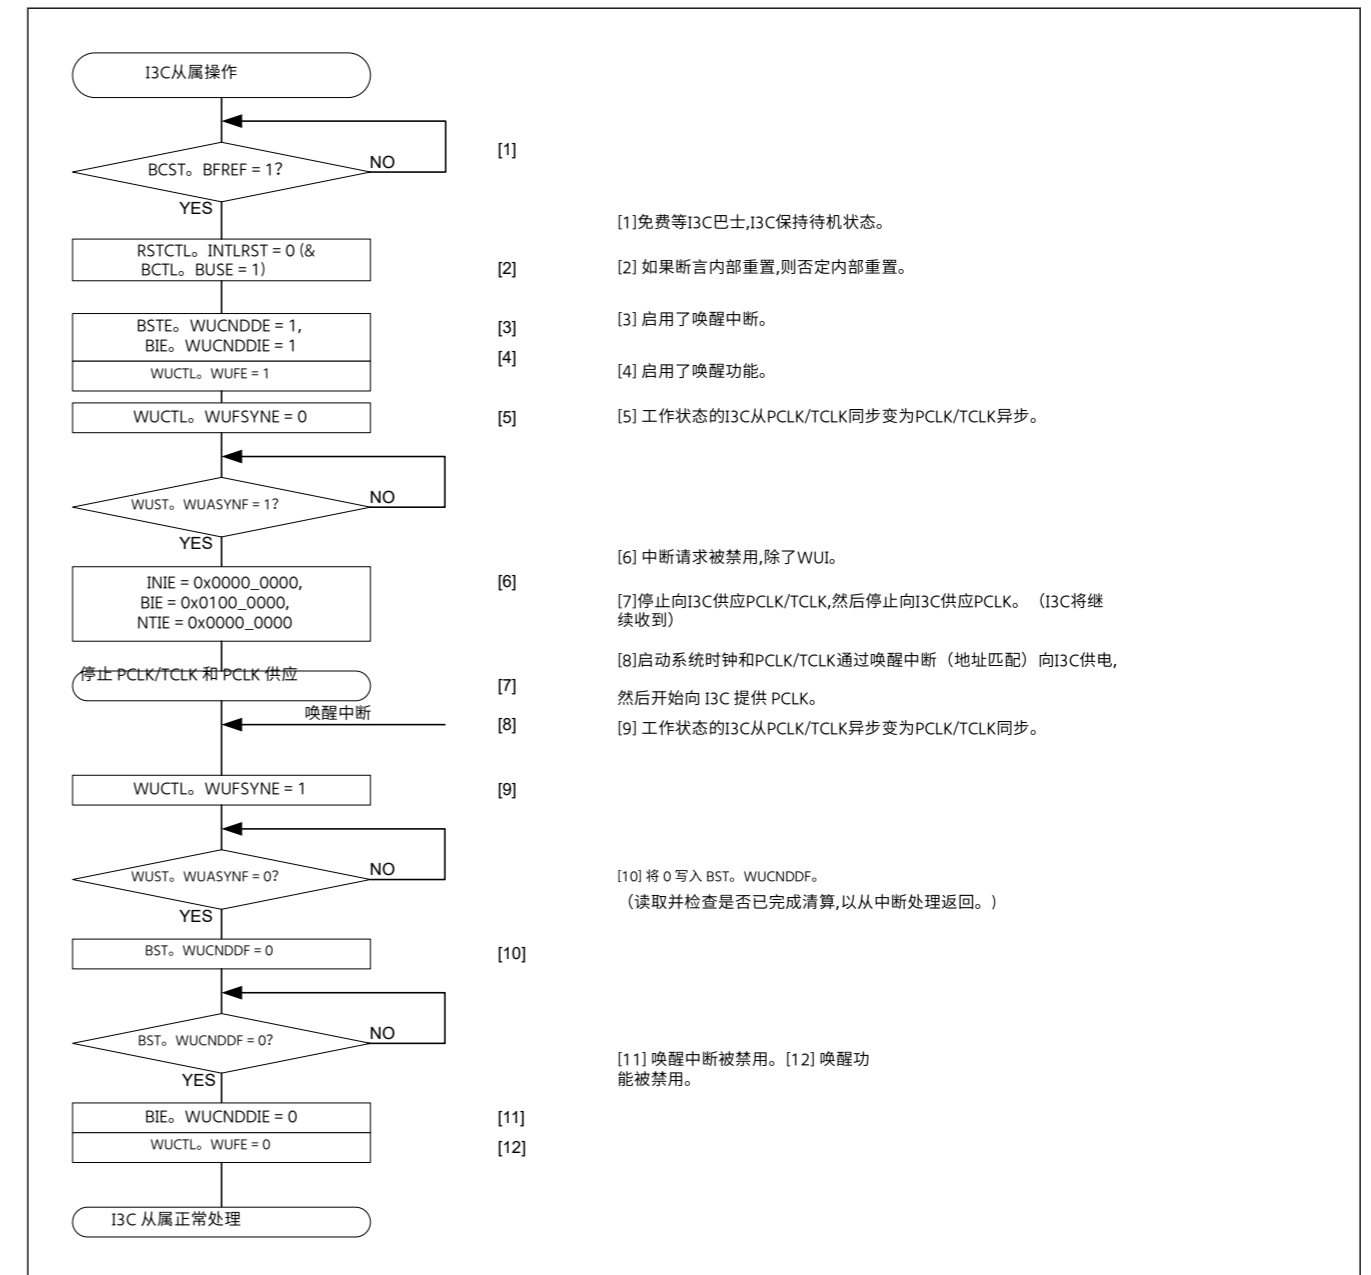 I3C从属操作
BCST。BFREF = 1?
NO
[1]
YES
[1]免费等I3C巴士,I3C保持待机状态。
RSTCTL。INTLRST = 0 (&
BCTL。BUSE = 1)
[2]
[2] 如果断言内部重置,则否定内部重置。
BSTE。WUCNDDE = 1,
BIE。WUCNDDIE = 1
[3]
[3] 启用了唤醒中断。
WUCTL。WUFE = 1
[4]
[4] 启用了唤醒功能。
WUCTL。WUFSYNE = 0
[5]
[5] 工作状态的I3C从PCLK/TCLK同步变为PCLK/TCLK异步。
WUST。WUASYNF = 1?
NO
YES
[6] 中断请求被禁用,除了WUI。
INIE = 0x0000_0000,
BIE = 0x0100_0000,
NTIE = 0x0000_0000
[6]
[7]停止向I3C供应PCLK/TCLK,然后停止向I3C供应PCLK。（I3C将继
续收到）
[8]启动系统时钟和PCLK/TCLK通过唤醒中断（地址匹配）向I3C供电,
停止 PCLK/TCLK 和 PCLK 供应
[7]
然后开始向 I3C 提供 PCLK。
唤醒中断
[8]
[9] 工作状态的I3C从PCLK/TCLK异步变为PCLK/TCLK同步。
WUCTL。WUFSYNE = 1
[9]
WUST。WUASYNF = 0?
NO
YES
[10] 将 0 写入 BST。WUCNDDF。
（读取并检查是否已完成清算,以从中断处理返回。)
BST。WUCNDDF = 0
[10]
BST。WUCNDDF = 0?
NO
YES
[11] 唤醒中断被禁用。[12] 唤醒功
能被禁用。
BIE。WUCNDDIE = 0
[11]
WUCTL。WUFE = 0
[12]
I3C 从属正常处理